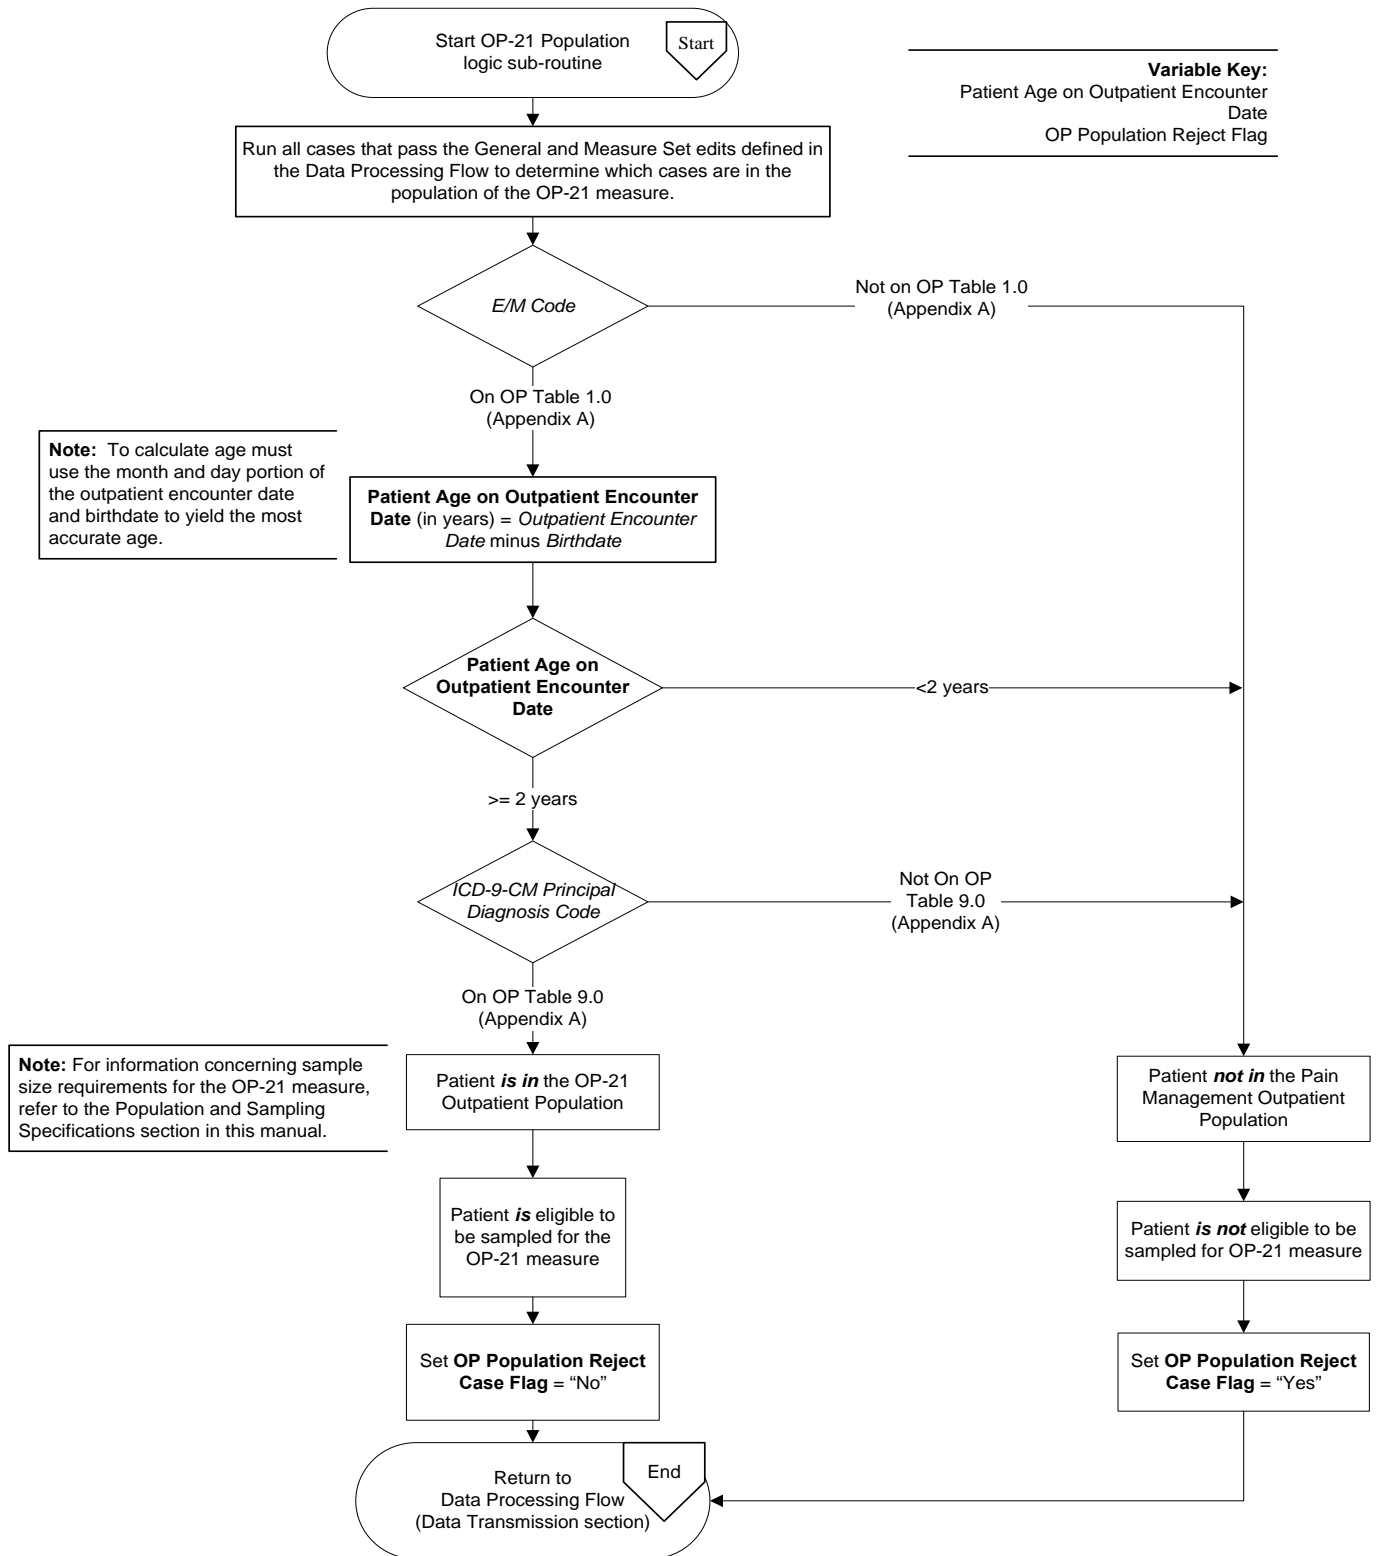 Start OP-21 Population
logic sub-routine
Start
Variable Key:
Patient Age on Outpatient Encounter
Date
OP Population Reject Flag
Run all cases that pass the General and Measure Set edits defined in
the Data Processing Flow to determine which cases are in the
population of the OP-21 measure.
E/M Code
Not on OP Table 1.0
(Appendix A)
On OP Table 1.0
(Appendix A)
Note: To calculate age must
use the month and day portion of
the outpatient encounter date
and birthdate to yield the most
accurate age.
Patient Age on Outpatient Encounter
Date (in years) = Outpatient Encounter
Date minus Birthdate
Patient Age on
Outpatient Encounter
Date
<2 years
>= 2 years
ICD-9-CM Principal
Diagnosis Code
Not On OP
Table 9.0
(Appendix A)
On OP Table 9.0
(Appendix A)
Note: For information concerning sample
size requirements for the OP-21 measure,
refer to the Population and Sampling
Specifications section in this manual.
Patient is in the OP-21
Outpatient Population
Patient not in the Pain
Management Outpatient
Population
Patient is eligible to
be sampled for the
OP-21 measure
Patient is not eligible to be
sampled for OP-21 measure
Set OP Population Reject
Case Flag = “No”
Set OP Population Reject
Case Flag = “Yes”
Return to
Data Processing Flow
(Data Transmission section)
End